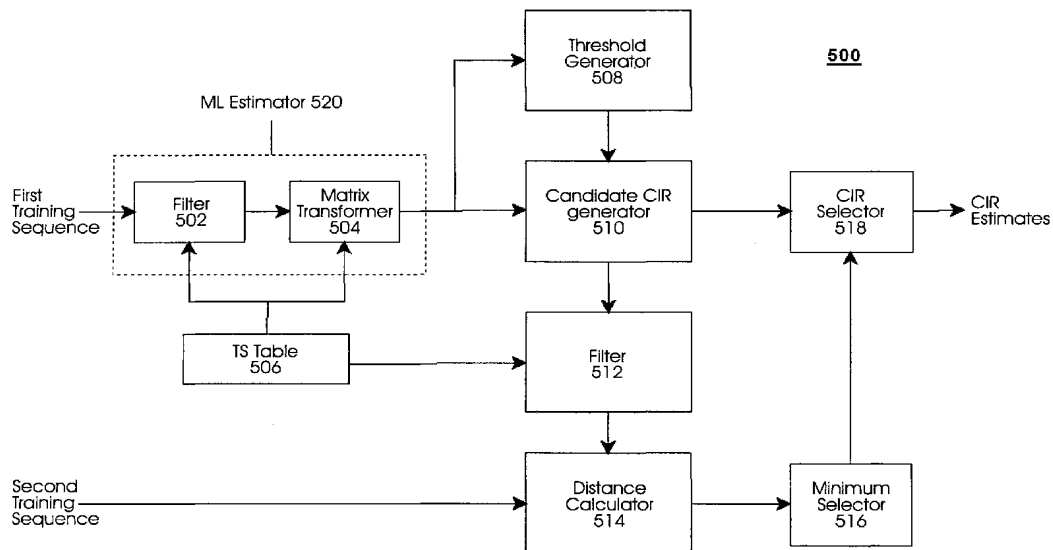 Threshold
Generator
508
500
ML Estimator 520
First
Training
Sequence
Filter
502
Matrix
Transformer
504
Candidate CIR
generator
510
CIR
Selector
518
CIR
Estimates
TS Table
506
Filter
512
Second
Training
Sequence
Distance
Calculator
514
Minimum
Selector
516